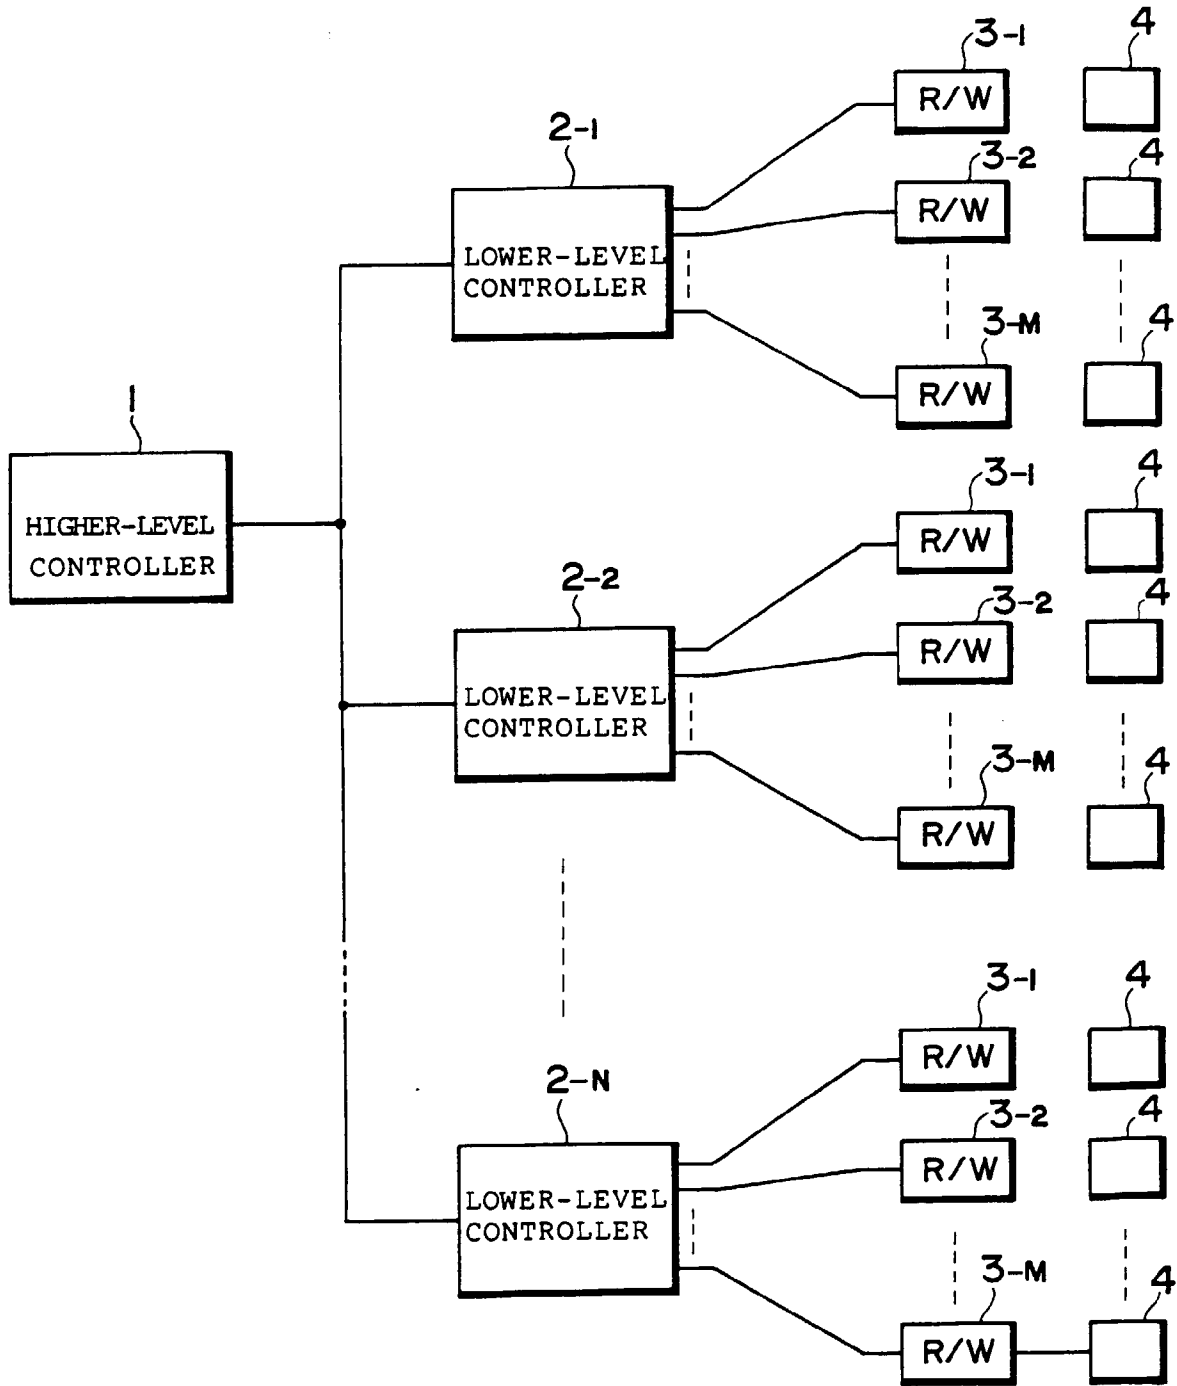 3-1
4
R/W
2-1
3-2
4
R/W
LOWER-LEVEL
CONTROLLER
3-M
4
R/W
1
HIGHER-LEVEL
CONTROLLER
3-1
4
R/W
2-2
3-2
4
R/W
LOWER-LEVEL
CONTROLLER
3-M
4
R/W
3-1
4
R/W
2-N
3-2
4
R/W
LOWER-LEVEL
CONTROLLER
3-M
4
R/W